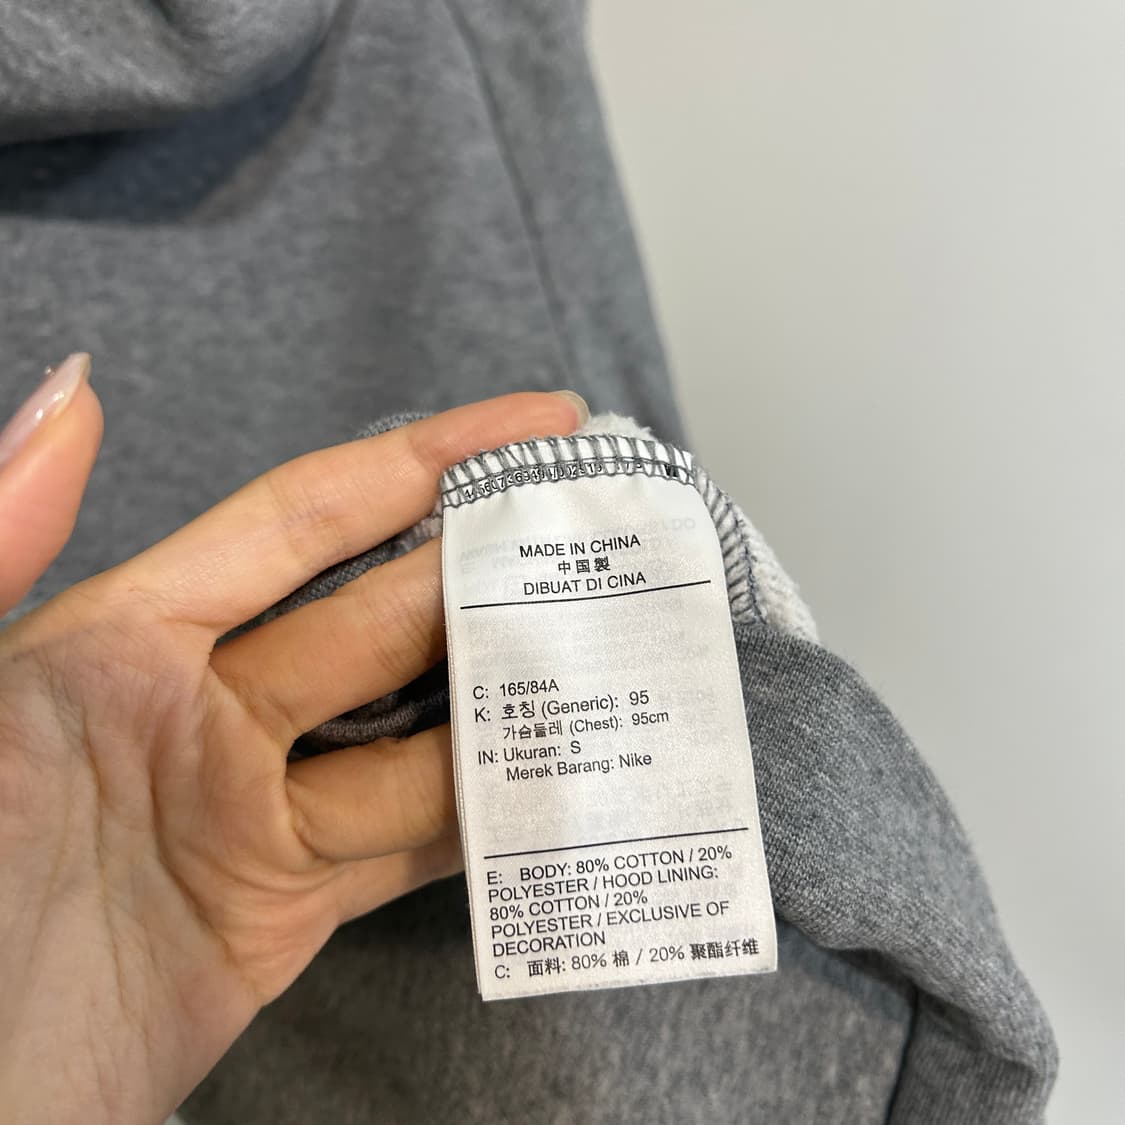 MADE IN CHINA
中国製
DIBUAT DI CINA
C: 165/84A
K: 호칭 (Generic): 95
가슴둘레 (Chest): 95cm
IN: Ukuran: S
Merek Barang: Nike
E: BODY: 80% COTTON / 20%
POLYESTER / HOOD LINING:
80% COTTON / 20%
POLYESTER / EXCLUSIVE OF
DECORATION
C: 面料: 80% 棉 / 20% 聚酯纤维